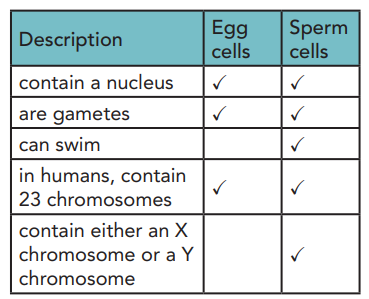 Description
Egg
cells
Sperm
cells
contain a nucleus ✓ ✓
are gametes ✓ ✓
can swim ✓
in humans, contain
23 chromosomes ✓ ✓
contain either an X
chromosome or a Y
chromosome ✓